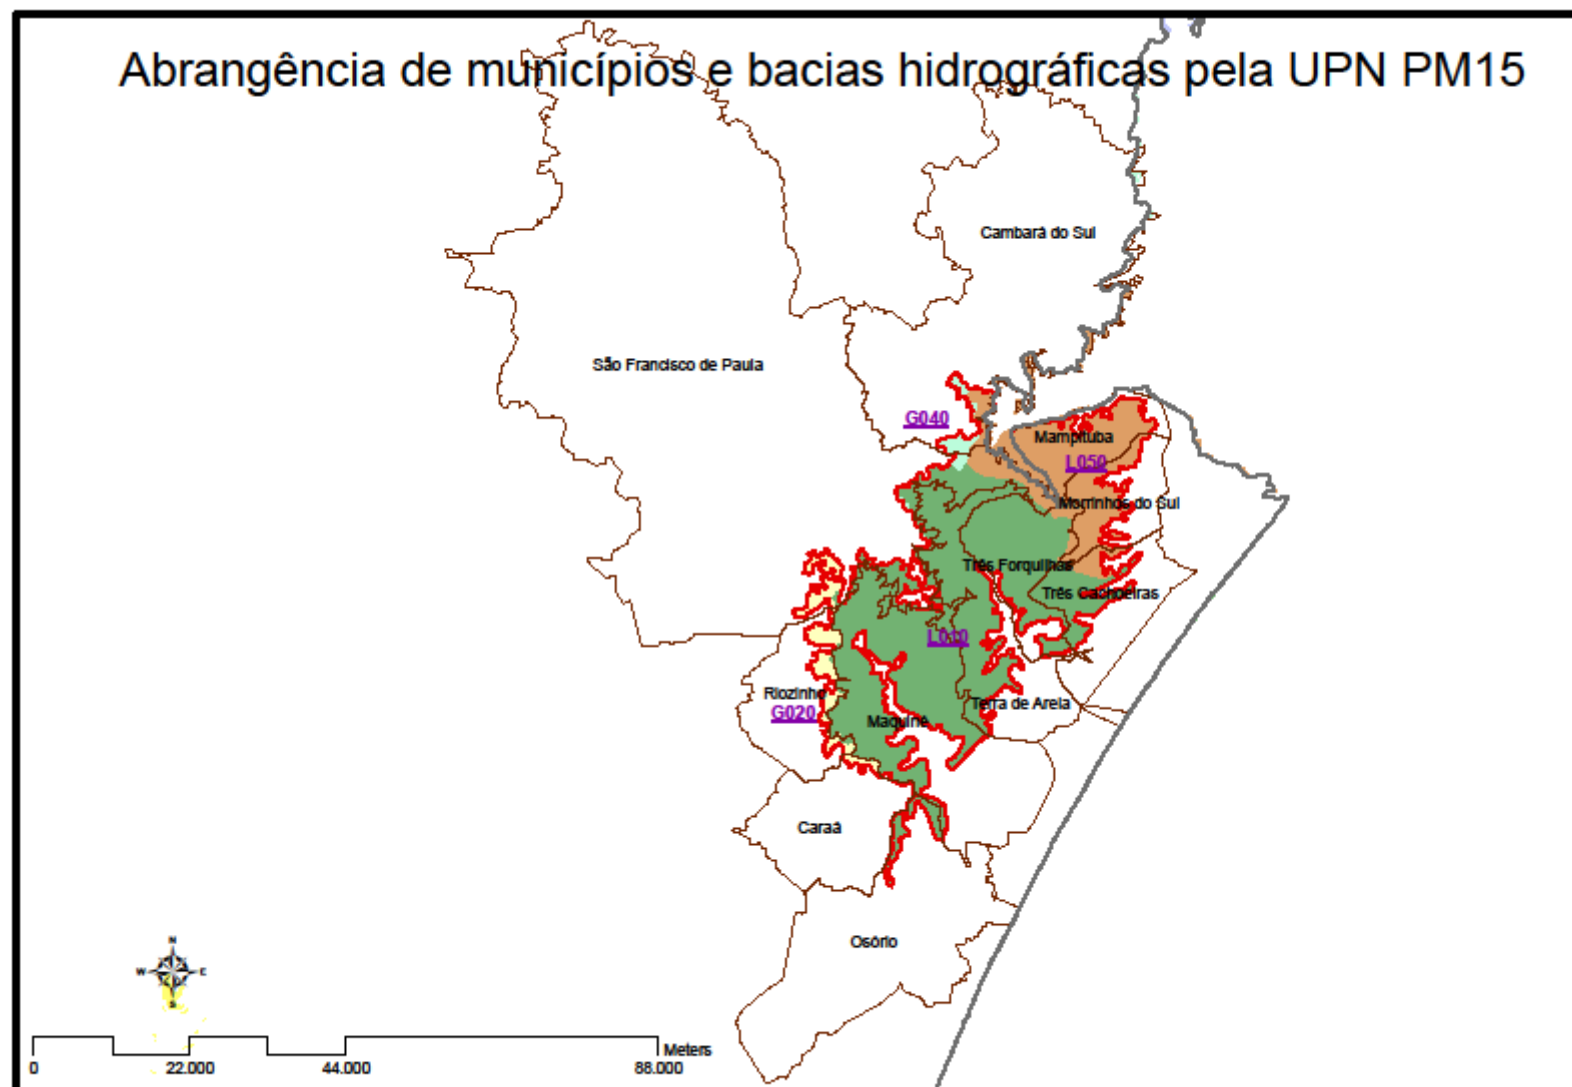 Abrangência de municípios e bacias hidrográficas pela UPN PM15
Cambará do Sul
São Francisco de Paula
G040
Mampituba
L050
Morrinhos do Sul
Três Forquilhas
Três Cachoeiras
L010
Riozinho
G020
Terra de Areia
Maquiné
Caraá
Osório
N
W E
S
Meters
0 22.000 44.000 88.000